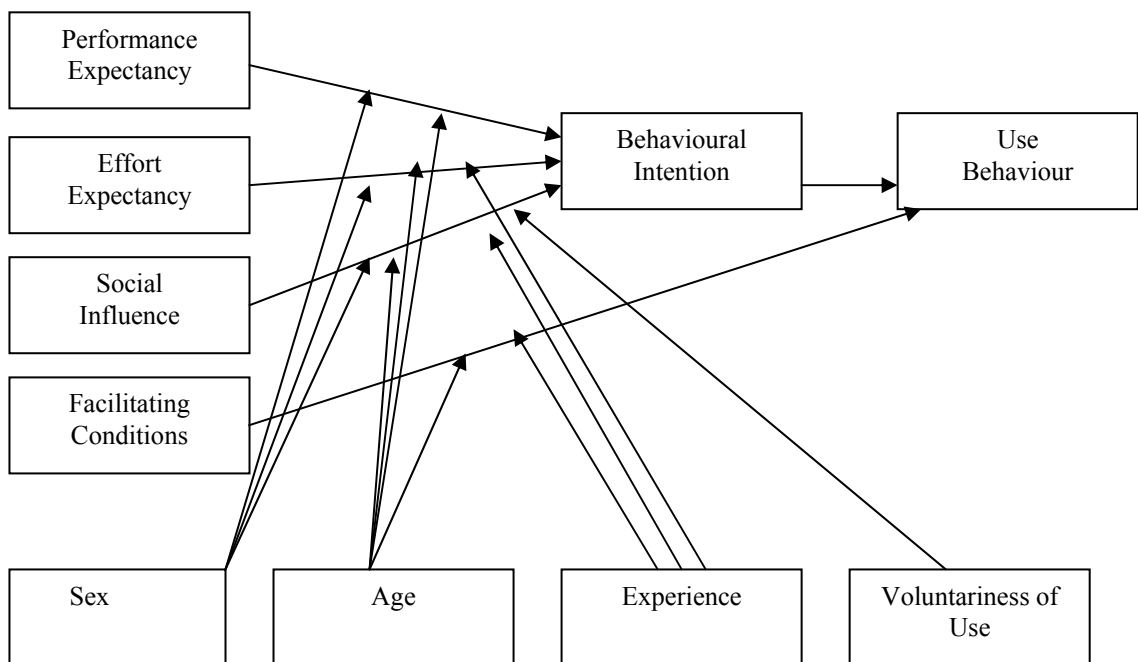 Performance
Expectancy
Effort
Expectancy
Social
Influence
Facilitating
Conditions
Behavioural
Intention
Use
Behaviour
Sex
Age
Experience
Voluntariness of
Use